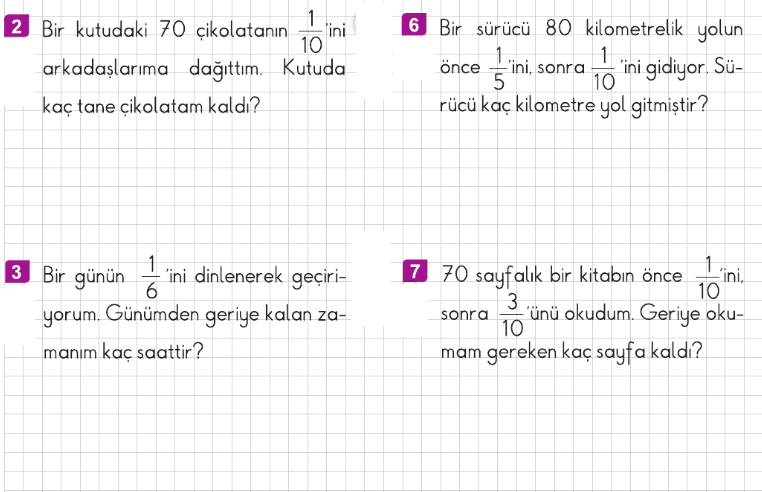 2 Bir kutudaki 70 çikolatanın 1/10 'ini
arkadaşlarıma dağıttım. Kutuda
kaç tane çikolatam kaldı?
3 Bir günün 1/6 'ini dinlenerek geçiri-
yorum. Günümden geriye kalan za-
manım kaç saattir?
6 Bir sürücü 80 kilometrelik yolun
önce 1/5 'ini, sonra 1/10 'ini gidiyor. Sü-
rücü kaç kilometre yol gitmiştir?
7 70 sayfalık bir kitabın önce 1/10 'ini,
sonra 3/10 'ünü okudum. Geriye oku-
mam gereken kaç sayfa kaldı?